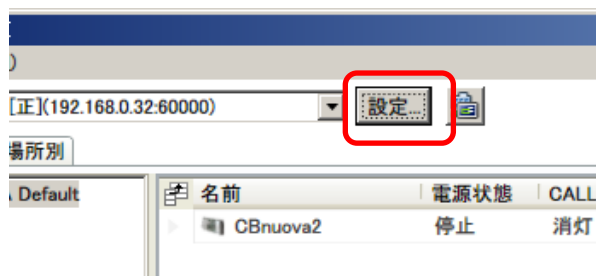 )
[正](192.168.0.32:60000) 設定...
場所別
Default 名前 電源状態 CALL
CBnuova2 停止 消灯